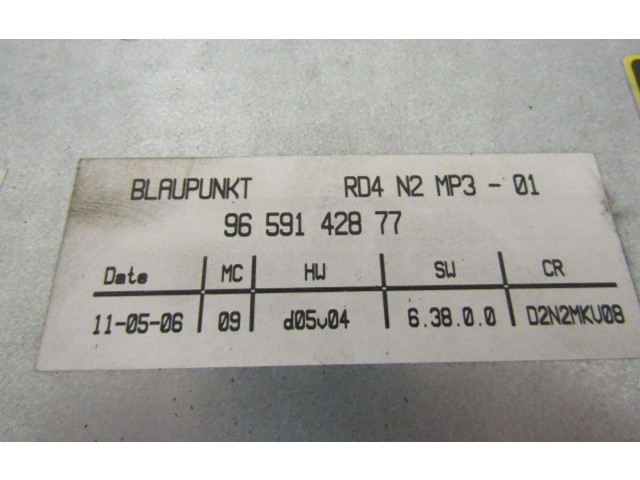 BLAUPUNKT RD4 N2 MP3 - 01
96 591 428 77
Date MC HW SW CR
11-05-06 09 d05v04 6.38.0.0 D2N2MKV08